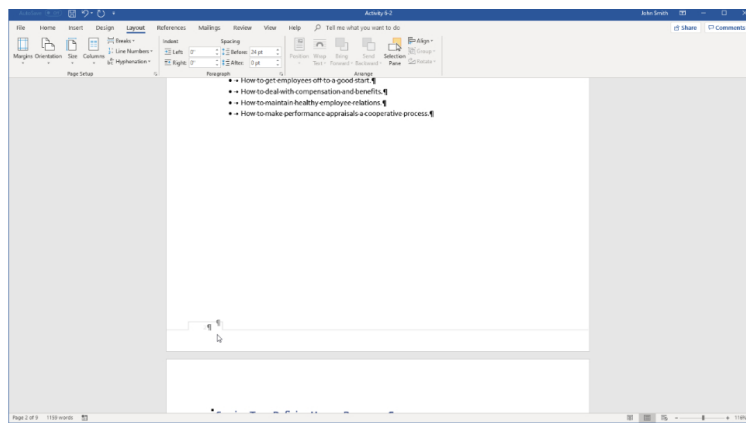 Activity 6-2
John Smith
File Home Insert Design Layout References Mailings Review View Help Tell me what you want to do
Share Comments
Margins Orientation Size Columns
Breaks
Line Numbers
Hyphenation
Page Setup
Indent Spacing
Left: 0" Before: 24 pt
Right: 0" After: 0 pt
Paragraph
Position Wrap Text Bring Forward Send Backward Selection Pane
Align
Group
Rotate
Arrange
• → How·to·get·employees·off·to·a·good·start.¶
• → How·to·deal·with·compensation·and·benefits.¶
• → How·to·maintain·healthy·employee·relations.¶
• → How·to·make·performance·appraisals·a·cooperative·process.¶
¶
¶
Page 2 of 9 1159 words